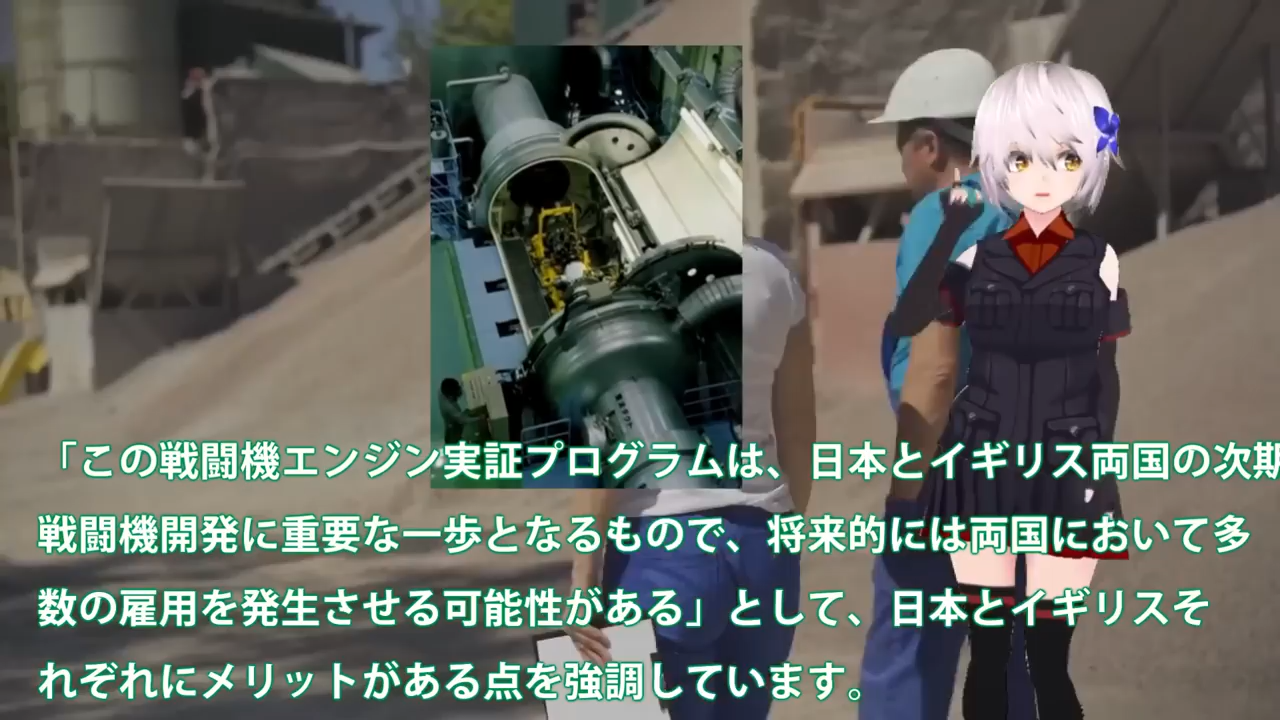 「この戦闘機エンジン実証プログラムは、日本とイギリス両国の次期
戦闘機開発に重要な一歩となるもので、将来的には両国において多
数の雇用を発生させる可能性がある」として、日本とイギリスそ
れぞれにメリットがある点を強調しています。